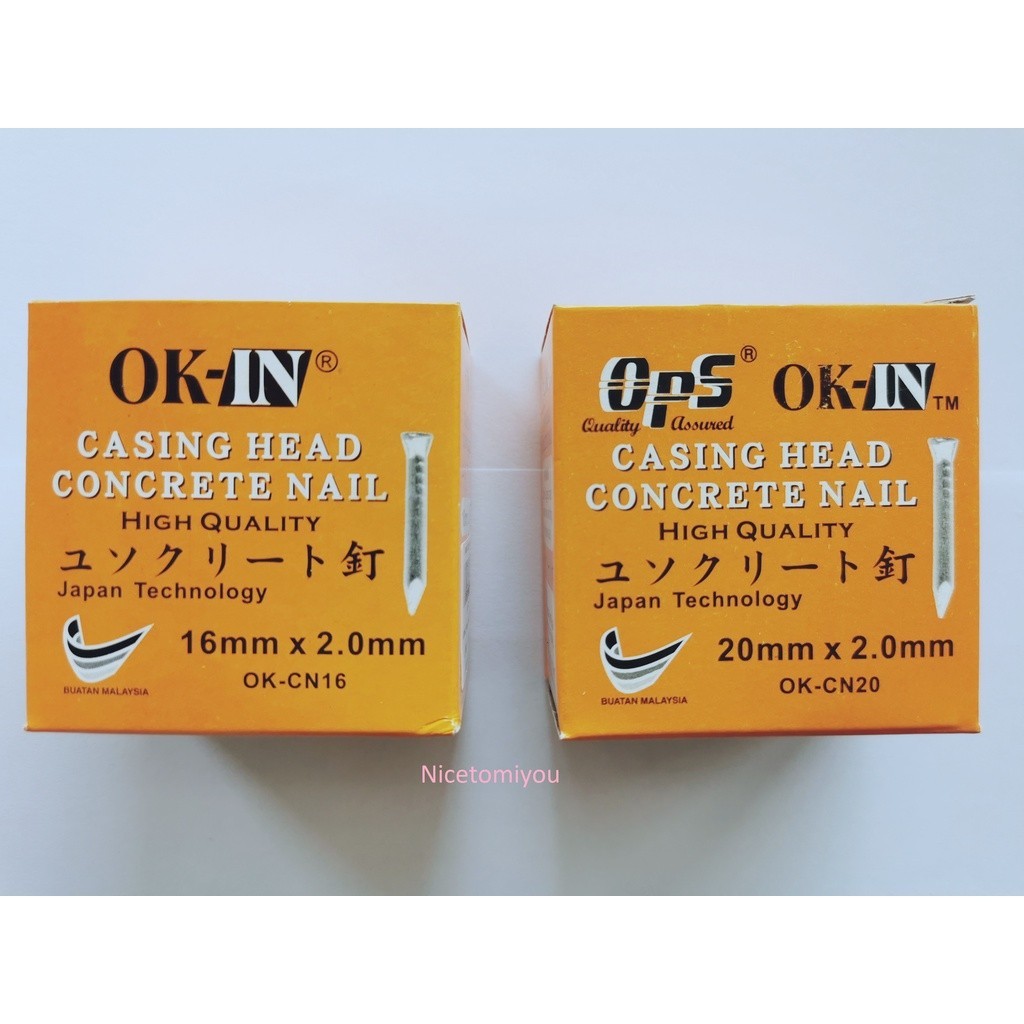 OK-IN®
CASING HEAD
CONCRETE NAIL
HIGH QUALITY
ユソクリート釘
Japan Technology
16mm x 2.0mm
OK-CN16
BUATAN MALAYSIA
OPS®
Quality Assured
OK-IN™
CASING HEAD
CONCRETE NAIL
HIGH QUALITY
ユソクリート釘
Japan Technology
20mm x 2.0mm
OK-CN20
BUATAN MALAYSIA
Nicetomiyou